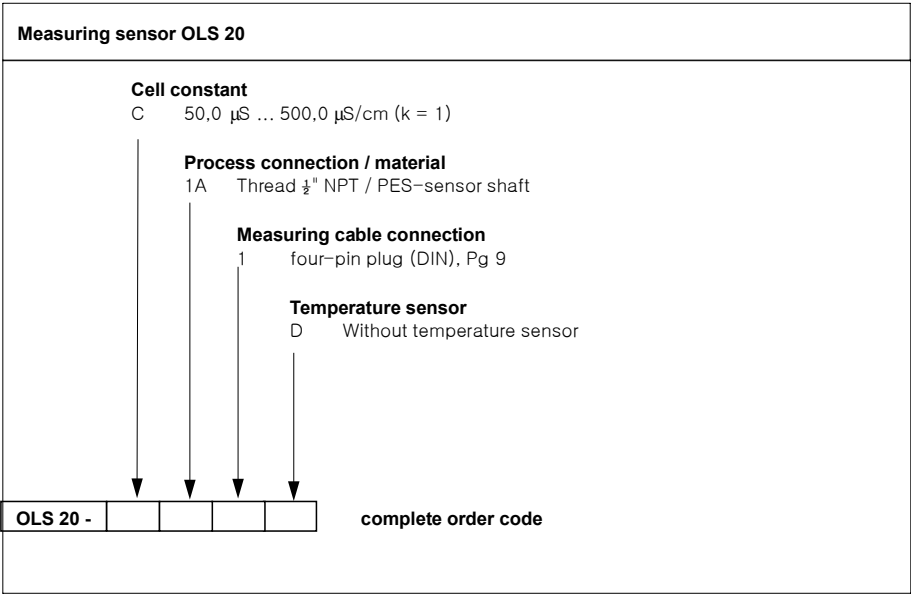 Measuring sensor OLS 20
Cell constant
C 50,0 µS ... 500,0 µS/cm (k = 1)
Process connection / material
1A Thread ½" NPT / PES-sensor shaft
Measuring cable connection
1 four-pin plug (DIN), Pg 9
Temperature sensor
D Without temperature sensor
OLS 20 - complete order code